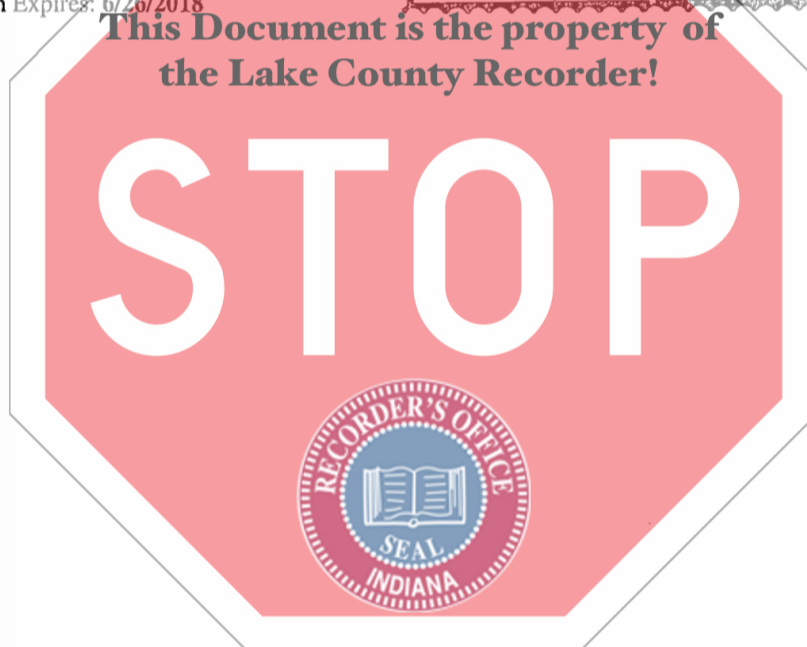 n Expires: 6/26/2018
This Document is the property of
the Lake County Recorder!
STOP
RECORDER'S OFFICE
SEAL
INDIANA